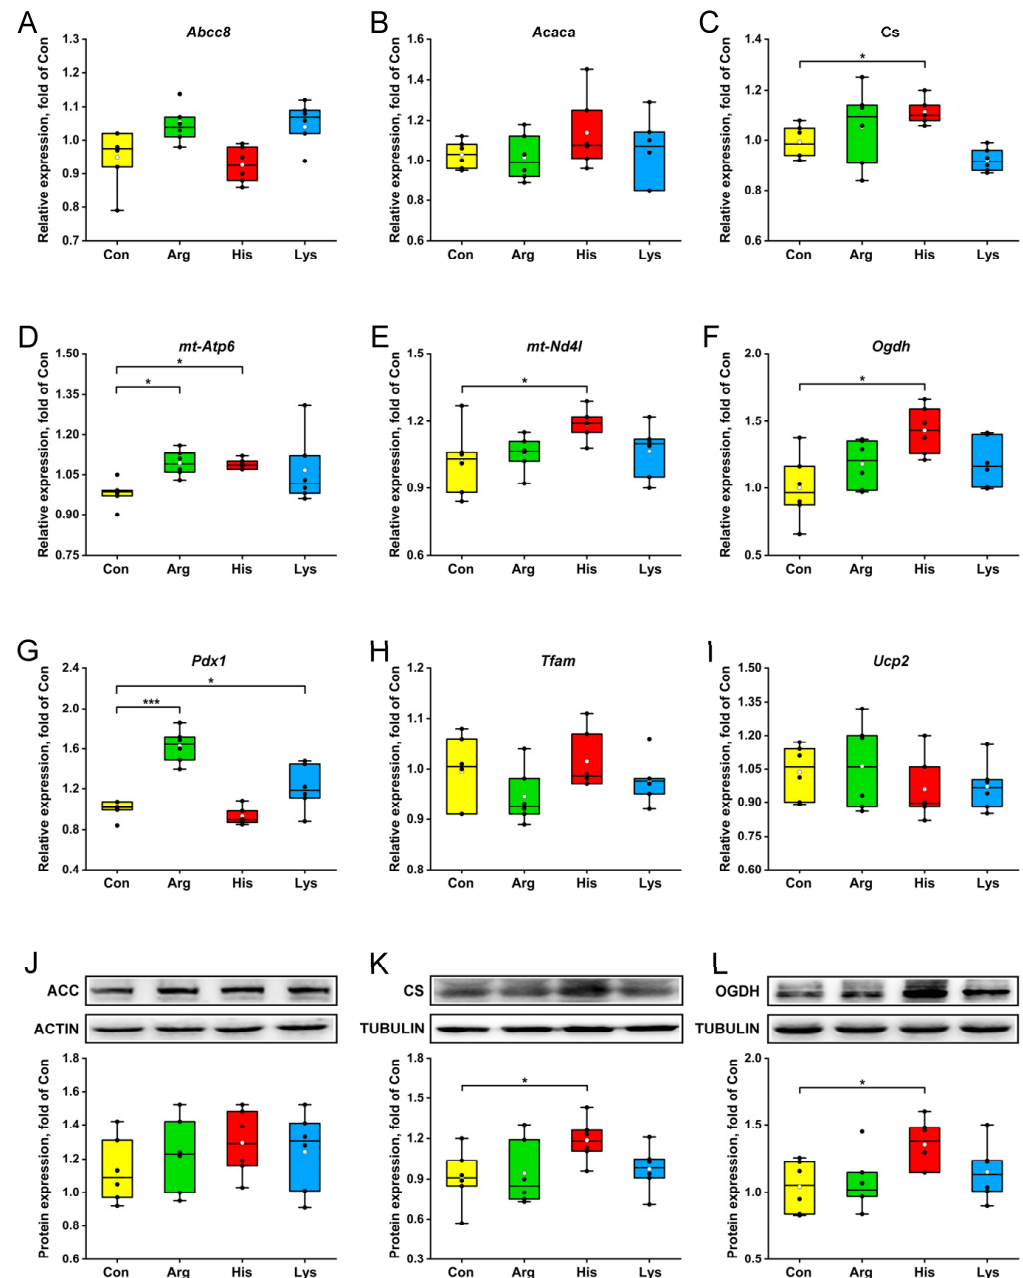 A
Abcc8
Relative expression, fold of Con
1.3
1.2
1.1
1.0
0.9
0.8
0.7
Con Arg His Lys
B
Acaca
Relative expression, fold of Con
1.6
1.4
1.2
1.0
0.8
0.6
Con Arg His Lys
C
Cs
Relative expression, fold of Con
1.4
1.2
1.0
0.8
0.6
*
Con Arg His Lys
D
mt-Atp6
Relative expression, fold of Con
1.50
1.35
1.20
1.05
0.90
0.75
*
*
Con Arg His Lys
E
mt-Nd4l
Relative expression, fold of Con
1.5
1.2
0.9
0.6
*
Con Arg His Lys
F
Ogdh
Relative expression, fold of Con
2.0
1.5
1.0
0.5
*
Con Arg His Lys
G
Pdx1
Relative expression, fold of Con
2.4
2.0
1.6
1.2
0.8
0.4
*
***
Con Arg His Lys
H
Tfam
Relative expression, fold of Con
1.2
1.1
1.0
0.9
0.8
Con Arg His Lys
I
Ucp2
Relative expression, fold of Con
1.50
1.35
1.20
1.05
0.90
0.75
0.60
Con Arg His Lys
J
ACC
ACTIN
Protein expression, fold of Con
1.8
1.6
1.4
1.2
1.0
0.8
0.6
Con Arg His Lys
K
CS
TUBULIN
Protein expression, fold of Con
1.8
1.5
1.2
0.9
0.6
0.3
*
Con Arg His Lys
L
OGDH
TUBULIN
Protein expression, fold of Con
2.0
1.5
1.0
0.5
*
Con Arg His Lys